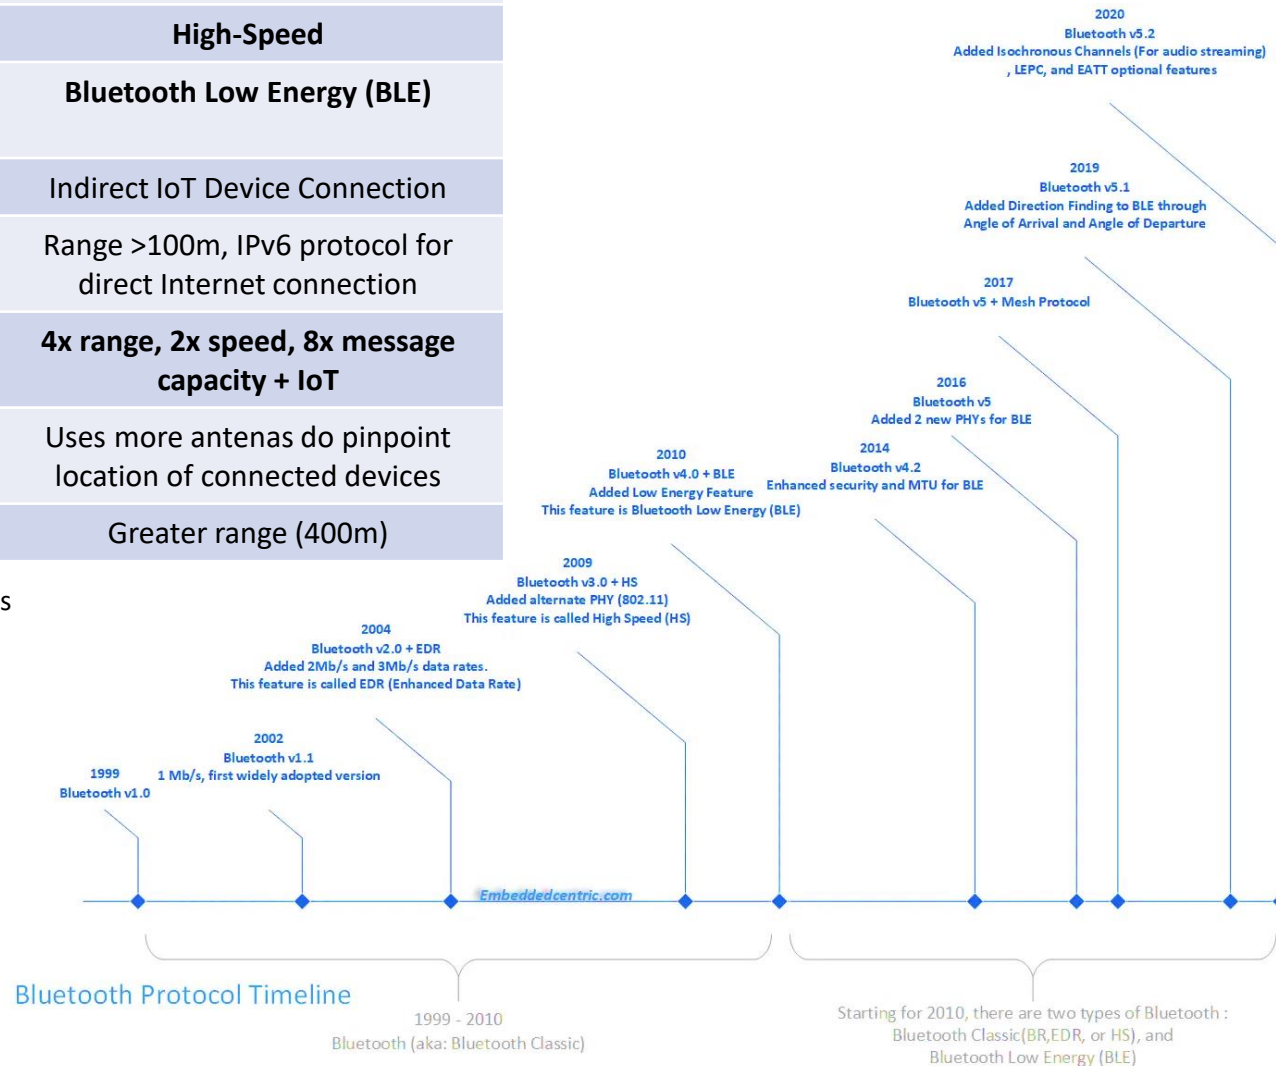 High-Speed
Bluetooth Low Energy (BLE)
Indirect IoT Device Connection
Range >100m, IPv6 protocol for
direct Internet connection
4x range, 2x speed, 8x message
capacity + IoT
Uses more antenas do pinpoint
location of connected devices
Greater range (400m)
s
2020
Bluetooth v5.2
Added Isochronous Channels (For audio streaming)
, LEPC, and EATT optional features
2019
Bluetooth v5.1
Added Direction Finding to BLE through
Angle of Arrival and Angle of Departure
2017
Bluetooth v5 + Mesh Protocol
2016
Bluetooth v5
Added 2 new PHYs for BLE
2014
Bluetooth v4.2
Enhanced security and MTU for BLE
2010
Bluetooth v4.0 + BLE
Added Low Energy Feature
This feature is Bluetooth Low Energy (BLE)
2009
Bluetooth v3.0 + HS
Added alternate PHY (802.11)
This feature is called High Speed (HS)
2004
Bluetooth v2.0 + EDR
Added 2Mb/s and 3Mb/s data rates.
This feature is called EDR (Enhanced Data Rate)
2002
Bluetooth v1.1
1 Mb/s, first widely adopted version
1999
Bluetooth v1.0
Embeddedcentric.com
Bluetooth Protocol Timeline
1999 - 2010
Bluetooth (aka: Bluetooth Classic)
Starting for 2010, there are two types of Bluetooth :
Bluetooth Classic(BR,EDR, or HS), and
Bluetooth Low Energy (BLE)